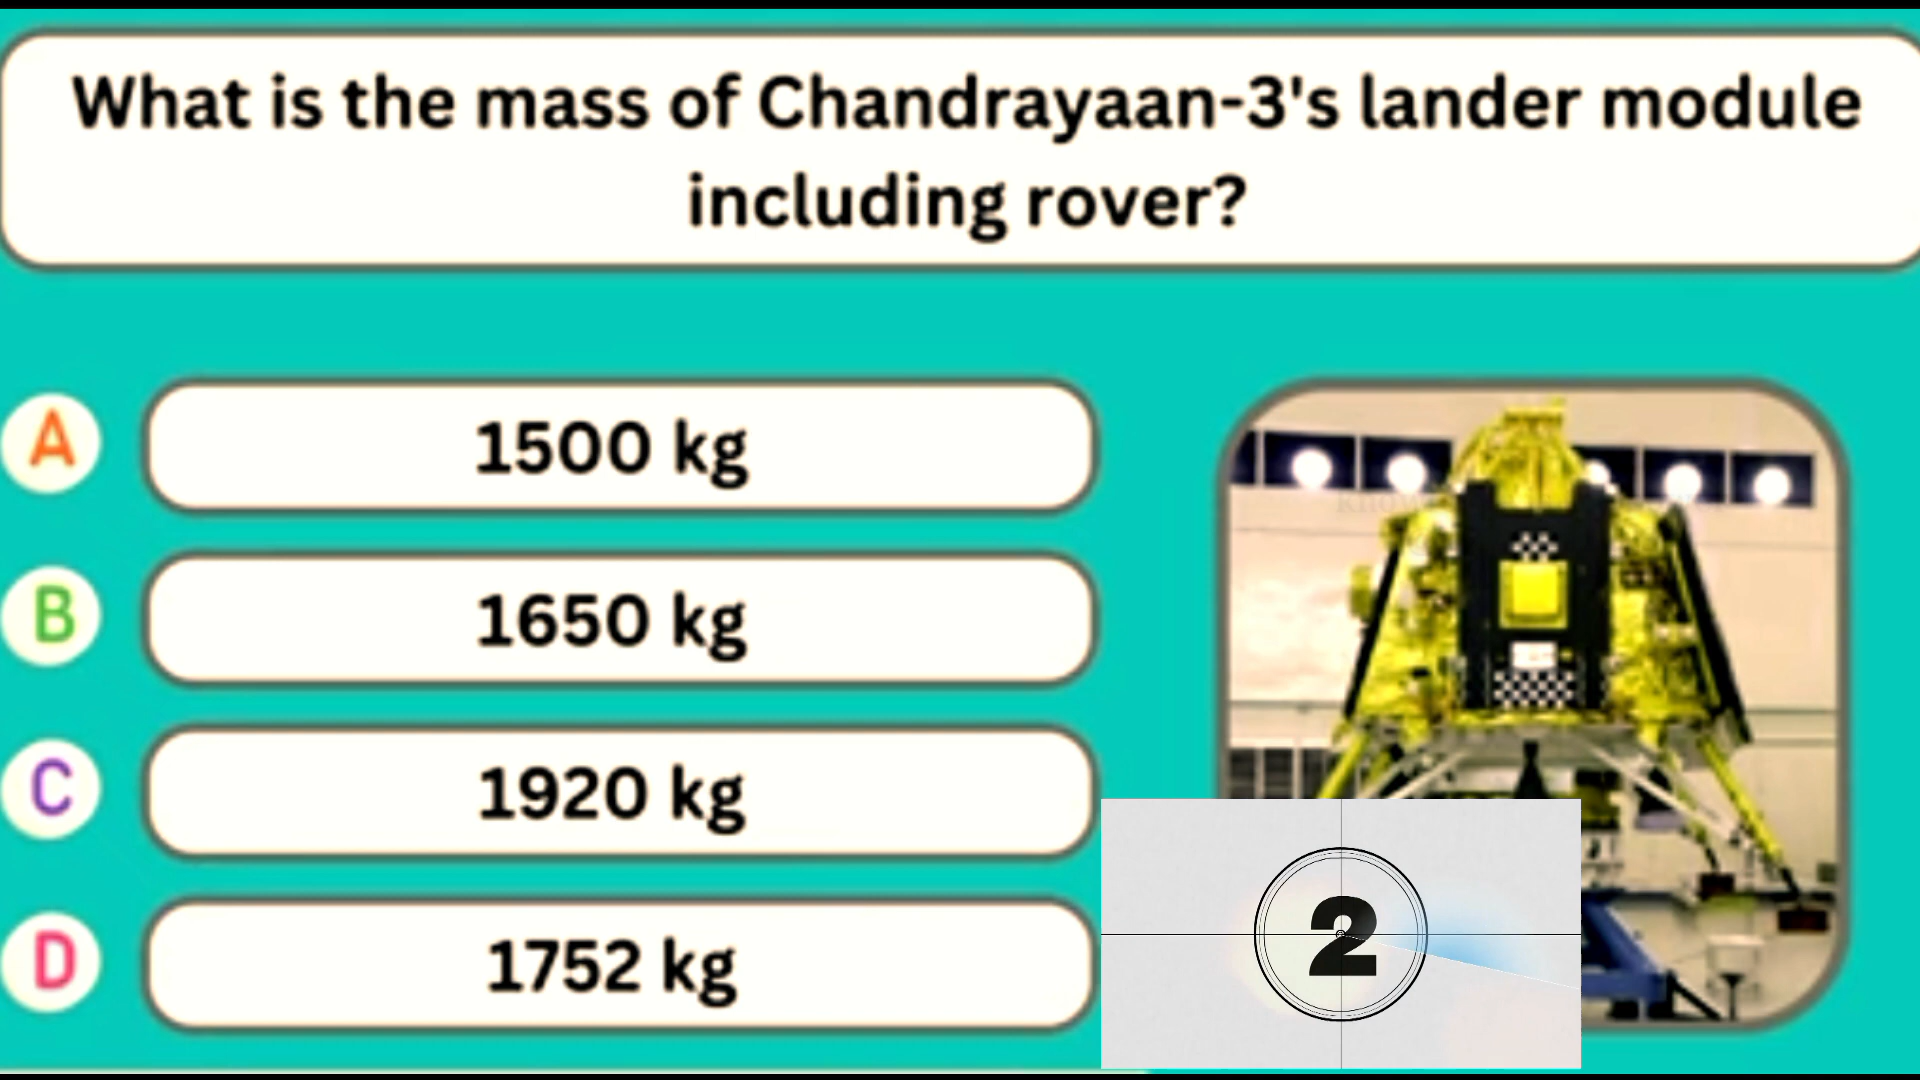 What is the mass of Chandrayaan-3's lander module
including rover?
A
1500 kg
B
1650 kg
C
1920 kg
D
1752 kg
2